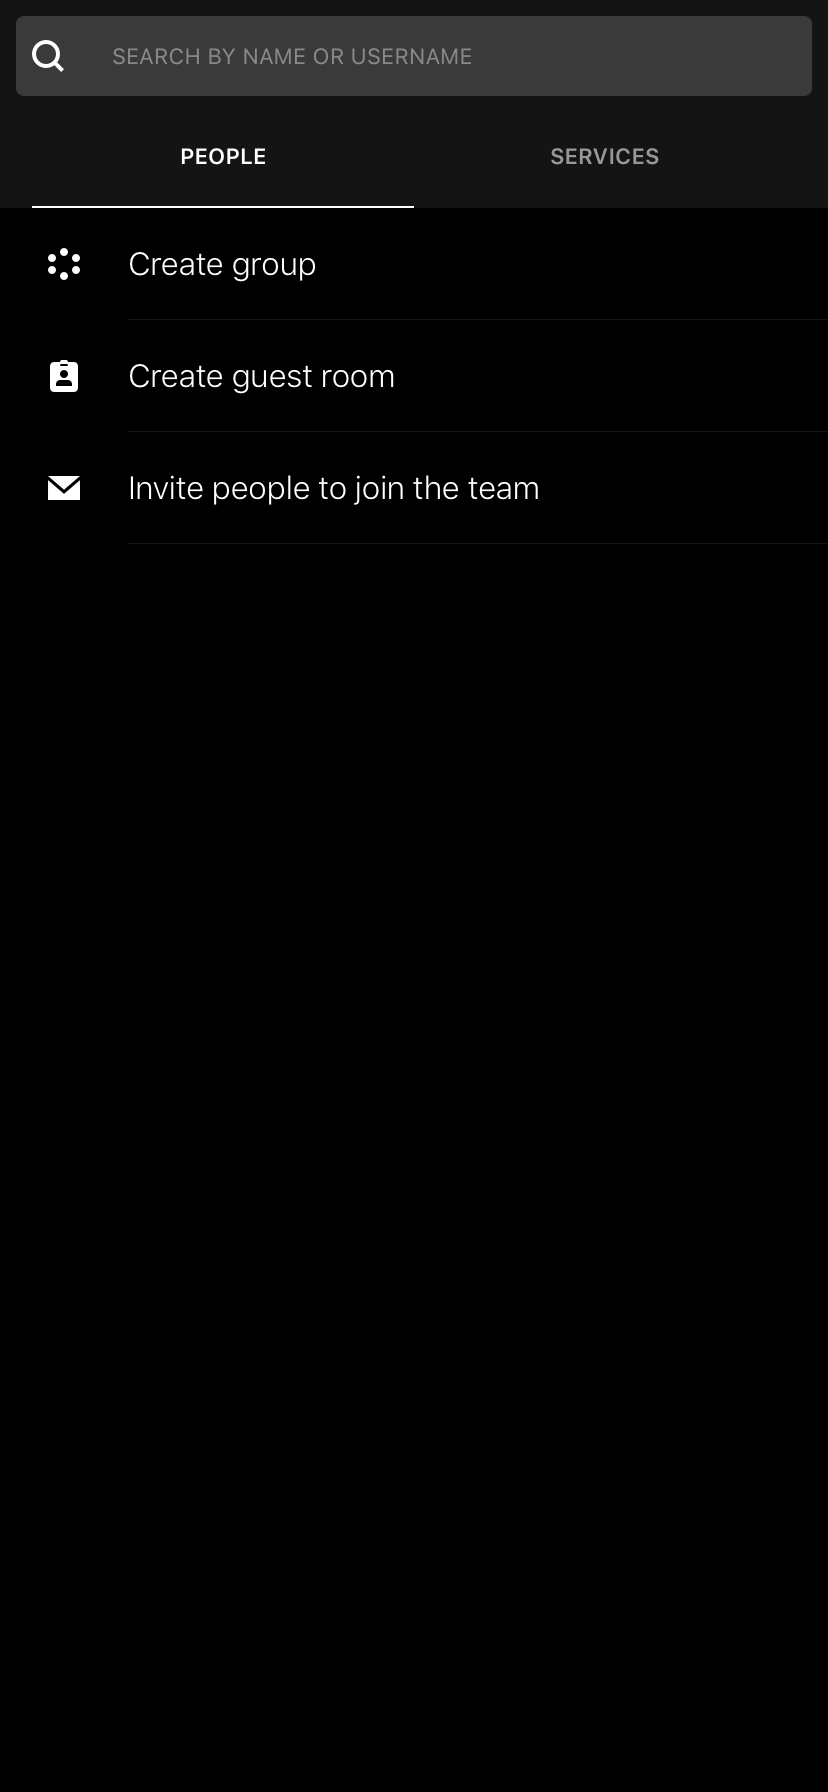 SEARCH BY NAME OR USERNAME
PEOPLE
SERVICES
Create group
Create guest room
Invite people to join the team